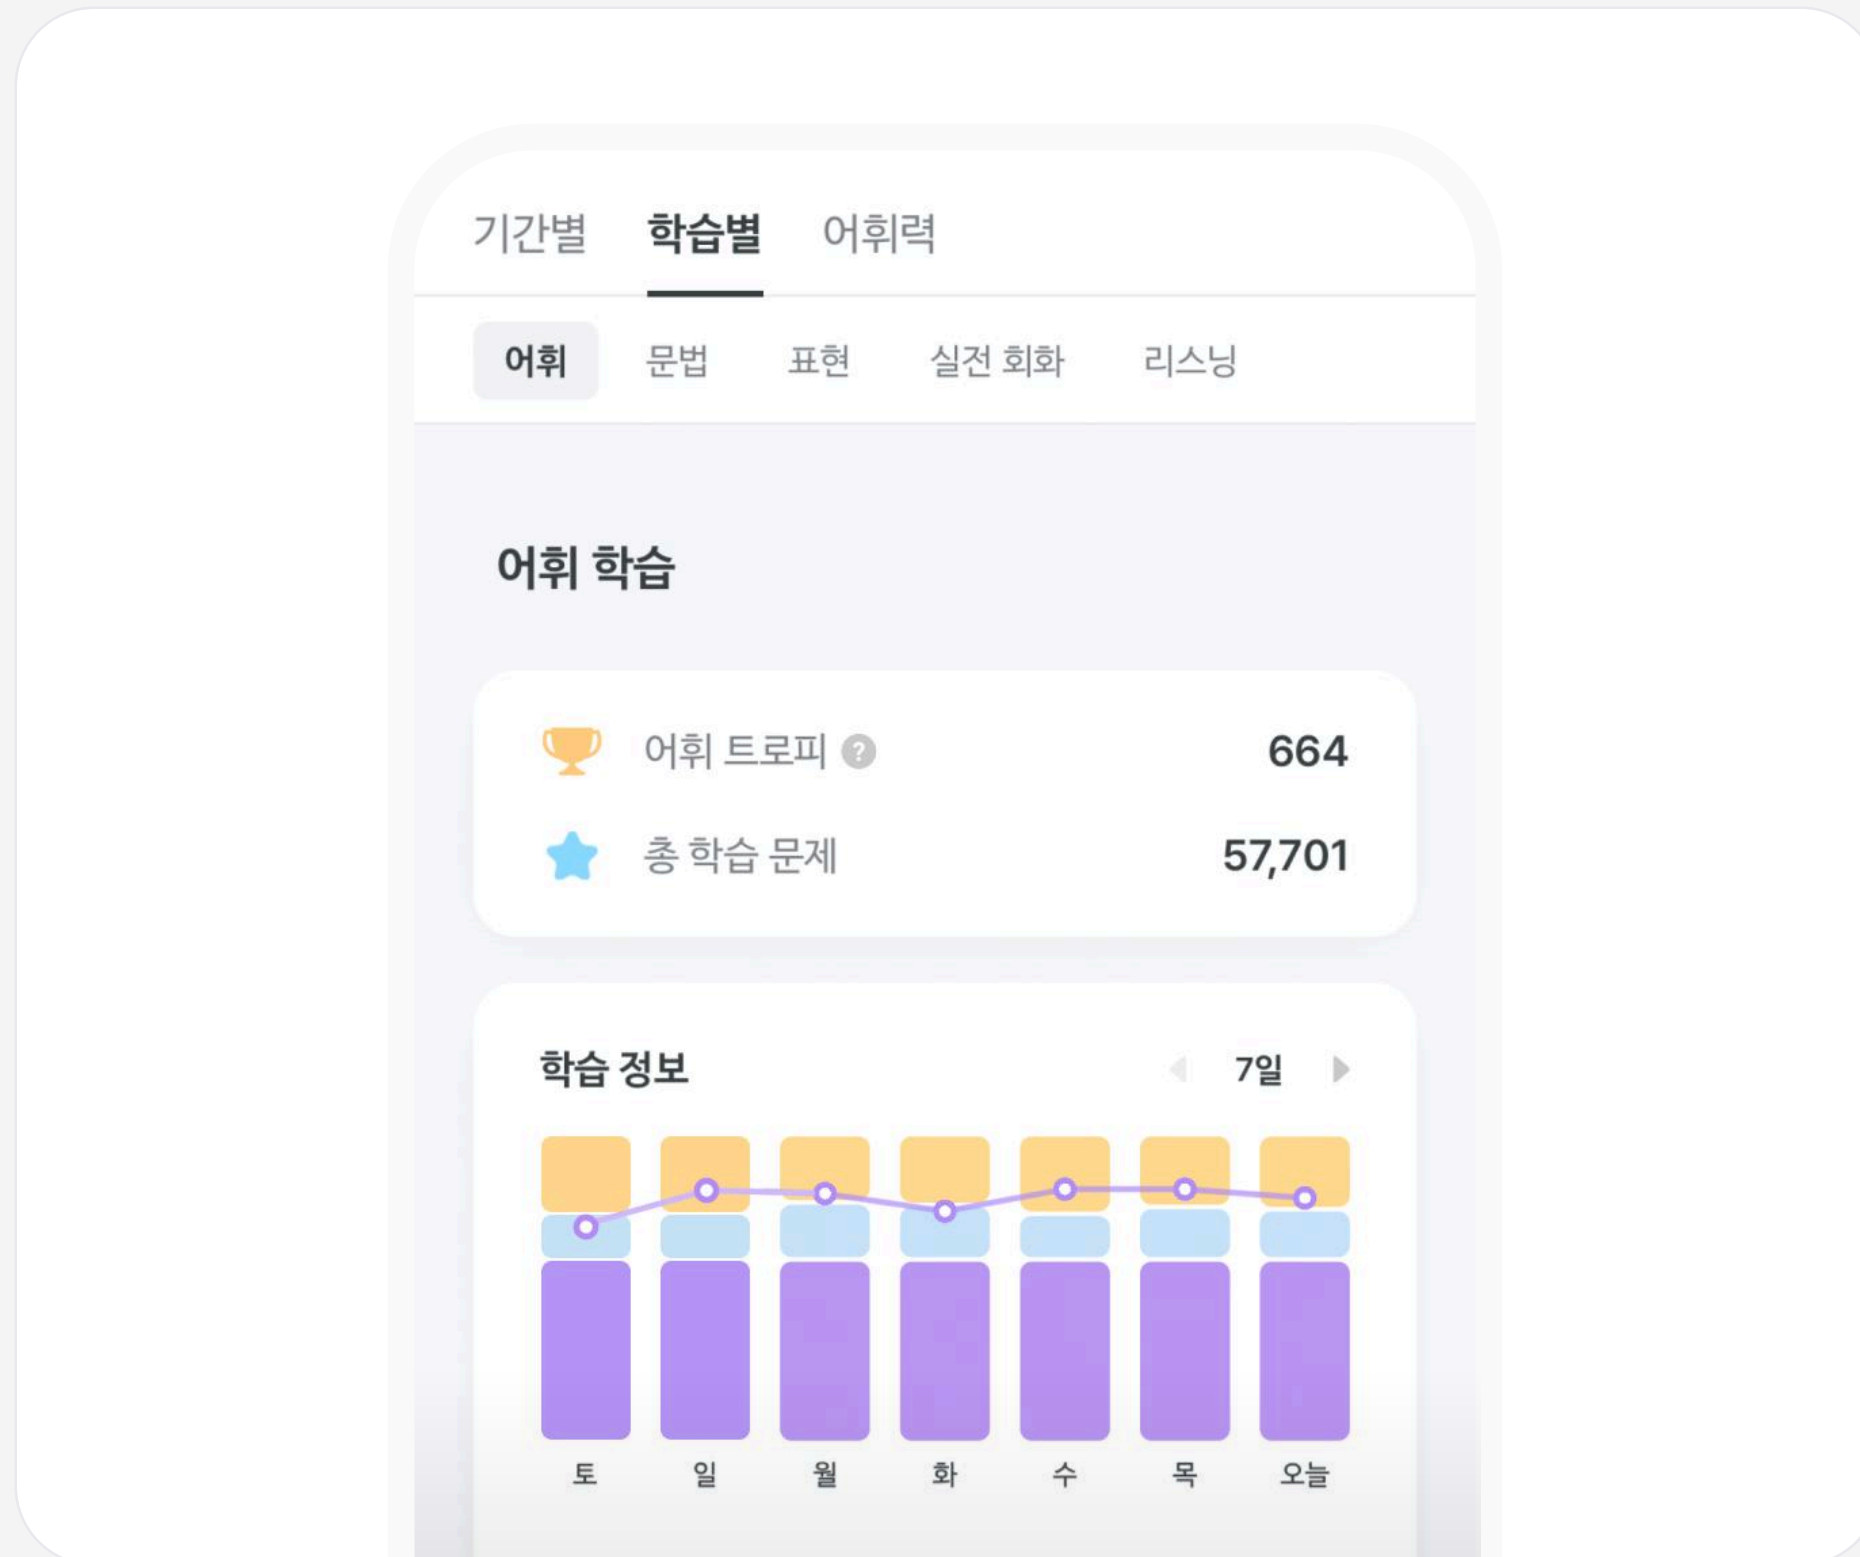 기간별 학습별 어휘력
어휘 문법 표현 실전 회화 리스닝
어휘 학습
어휘 트로피 ? 664
총 학습 문제 57,701
학습 정보 7일
토 일 월 화 수 목 오늘